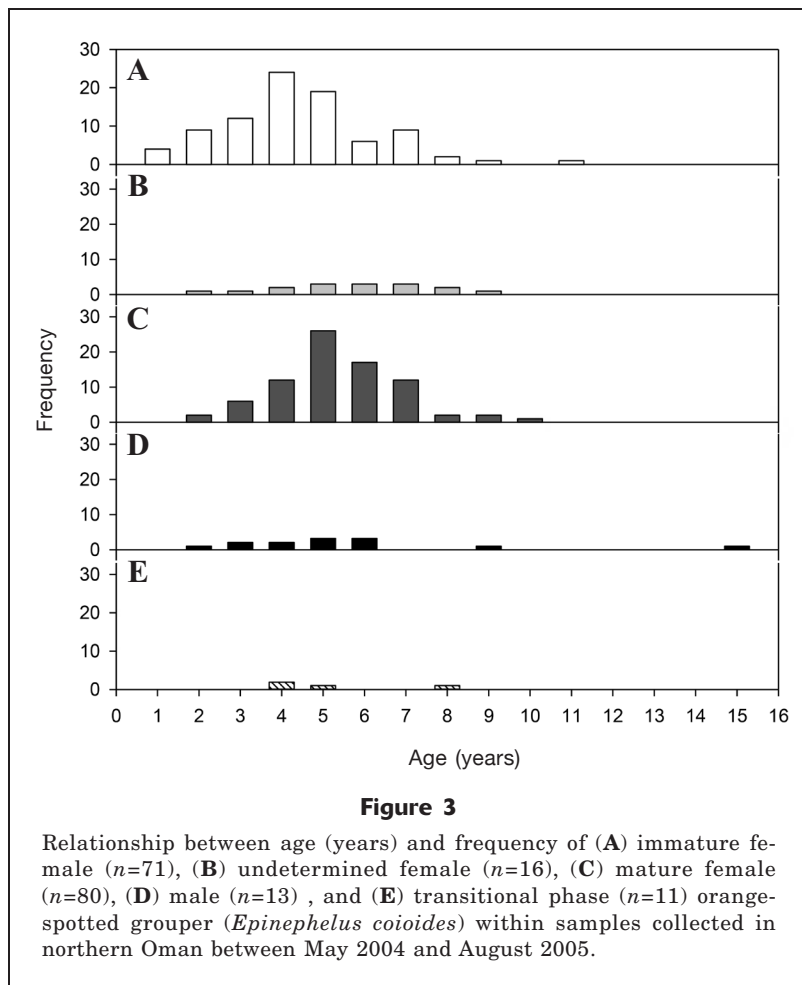 A
30
20
10
0
B
30
20
10
0
C
30
20
10
0
D
30
20
10
0
E
30
20
10
0
Frequency
0 1 2 3 4 5 6 7 8 9 10 11 12 13 14 15 16
Age (years)
Figure 3
Relationship between age (years) and frequency of (A) immature fe-
male (n=71), (B) undetermined female (n=16), (C) mature female
(n=80), (D) male (n=13) , and (E) transitional phase (n=11) orange-
spotted grouper (Epinephelus coioides) within samples collected in
northern Oman between May 2004 and August 2005.